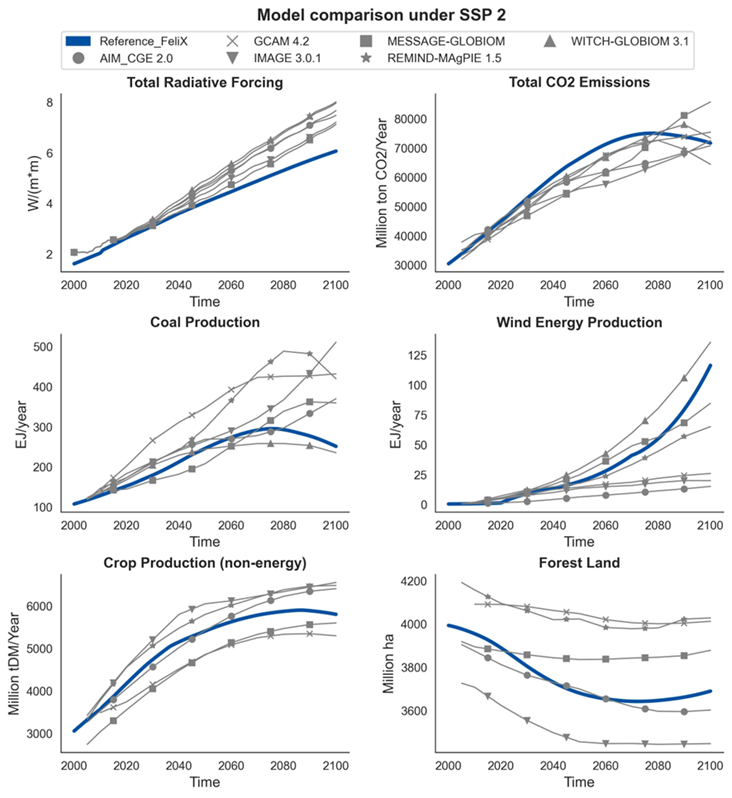 Model comparison under SSP 2
Reference_FeliX GCAM 4.2 MESSAGE-GLOBIOM WITCH-GLOBIOM 3.1
AIM_CGE 2.0 IMAGE 3.0.1 REMIND-MAgPIE 1.5
Total Radiative Forcing
W/(m*m)
8
6
4
2
2000 2020 2040 2060 2080 2100
Time
Total CO2 Emissions
Million ton CO2/Year
80000
70000
60000
50000
40000
30000
2000 2020 2040 2060 2080 2100
Time
Coal Production
EJ/year
500
400
300
200
100
2000 2020 2040 2060 2080 2100
Time
Wind Energy Production
EJ/year
125
100
75
50
25
0
2000 2020 2040 2060 2080 2100
Time
Crop Production (non-energy)
Million tDM/Year
6000
5000
4000
3000
2000 2020 2040 2060 2080 2100
Time
Forest Land
Million ha
4200
4000
3800
3600
2000 2020 2040 2060 2080 2100
Time